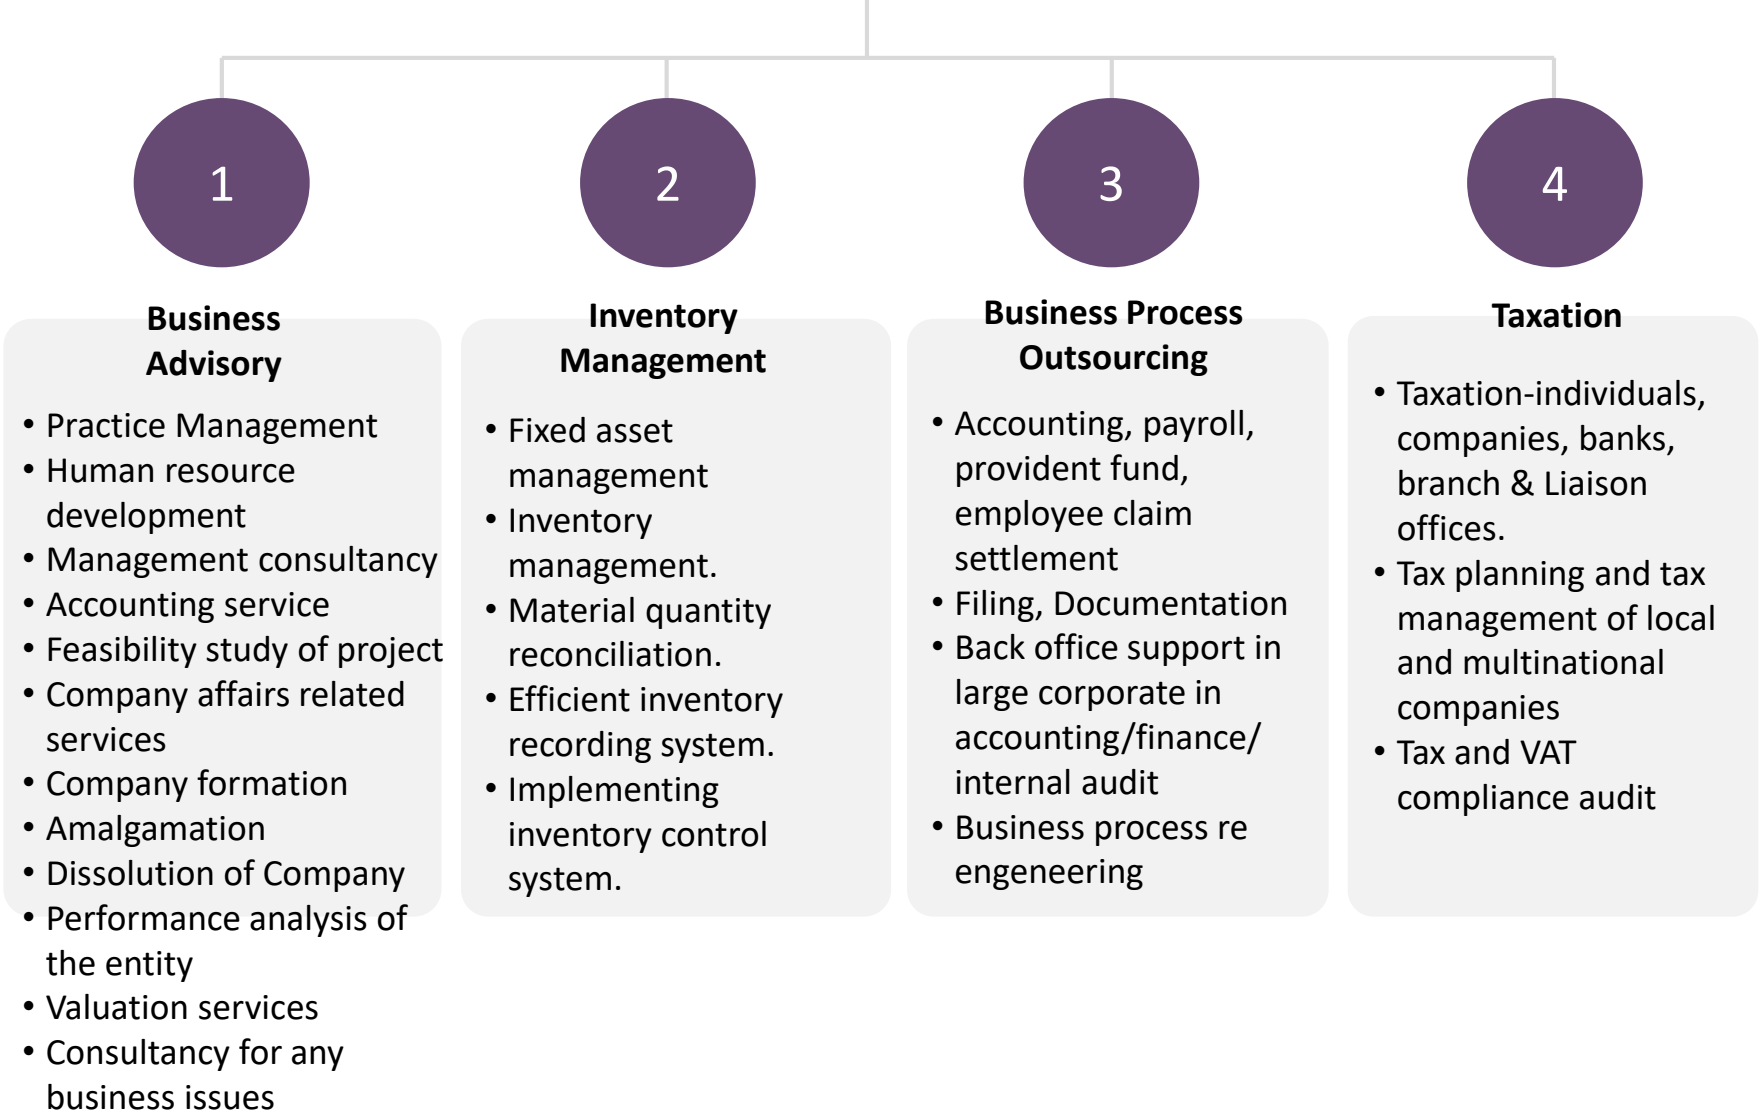 1
Business
Advisory
• Practice Management
• Human resource
development
• Management consultancy
• Accounting service
• Feasibility study of project
• Company affairs related
services
• Company formation
• Amalgamation
• Dissolution of Company
• Performance analysis of
the entity
• Valuation services
• Consultancy for any
business issues
2
Inventory
Management
• Fixed asset
management
• Inventory
management.
• Material quantity
reconciliation.
• Efficient inventory
recording system.
• Implementing
inventory control
system.
3
Business Process
Outsourcing
• Accounting, payroll,
provident fund,
employee claim
settlement
• Filing, Documentation
• Back office support in
large corporate in
accounting/finance/
internal audit
• Business process re
engeneering
4
Taxation
• Taxation-individuals,
companies, banks,
branch & Liaison
offices.
• Tax planning and tax
management of local
and multinational
companies
• Tax and VAT
compliance audit